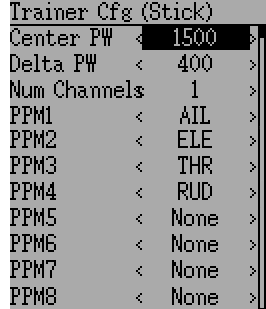 Trainer Cfg (Stick)
Center PW < 1500 >
Delta PW < 400 >
Num Channels < 1 >
PPM1 < AIL >
PPM2 < ELE >
PPM3 < THR >
PPM4 < RUD >
PPM5 < None >
PPM6 < None >
PPM7 < None >
PPM8 < None >